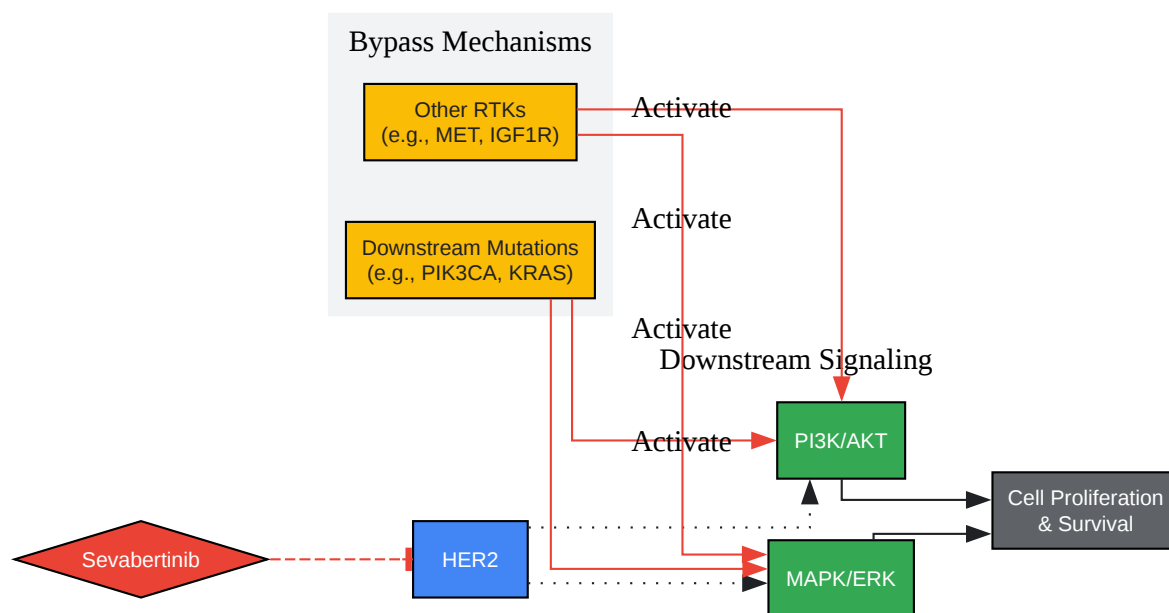 Bypass Mechanisms
Other RTKs
(e.g., MET, IGF1R)
Activate
Activate
Downstream Mutations
(e.g., PIK3CA, KRAS)
Activate
Downstream Signaling
Activate
PI3K/AKT
Cell Proliferation
& Survival
Sevabertinib
HER2
MAPK/ERK